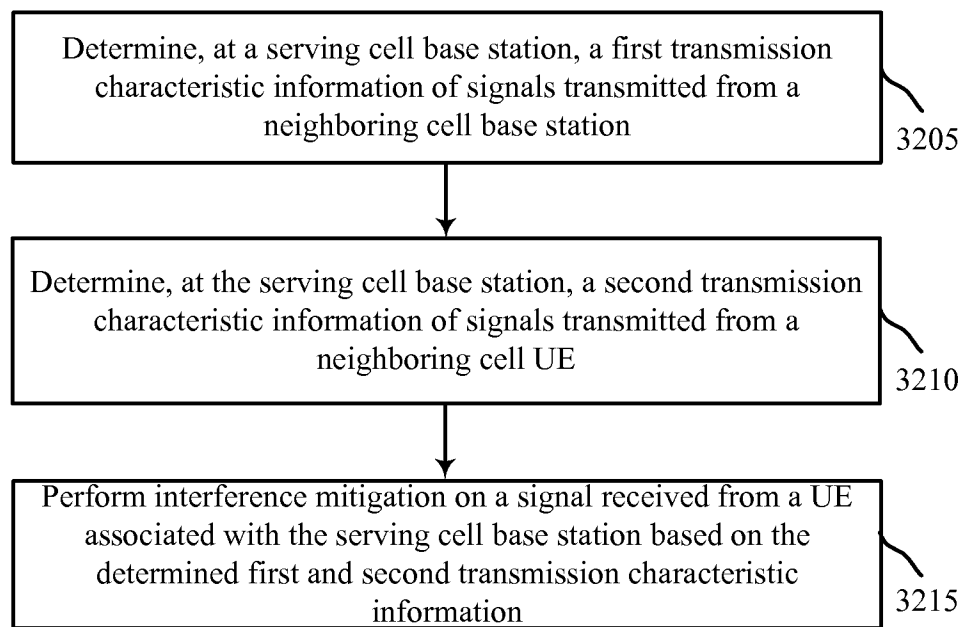 Determine, at a serving cell base station, a first transmission
characteristic information of signals transmitted from a
neighboring cell base station
3205
Determine, at the serving cell base station, a second transmission
characteristic information of signals transmitted from a
neighboring cell UE
3210
Perform interference mitigation on a signal received from a UE
associated with the serving cell base station based on the
determined first and second transmission characteristic
information
3215